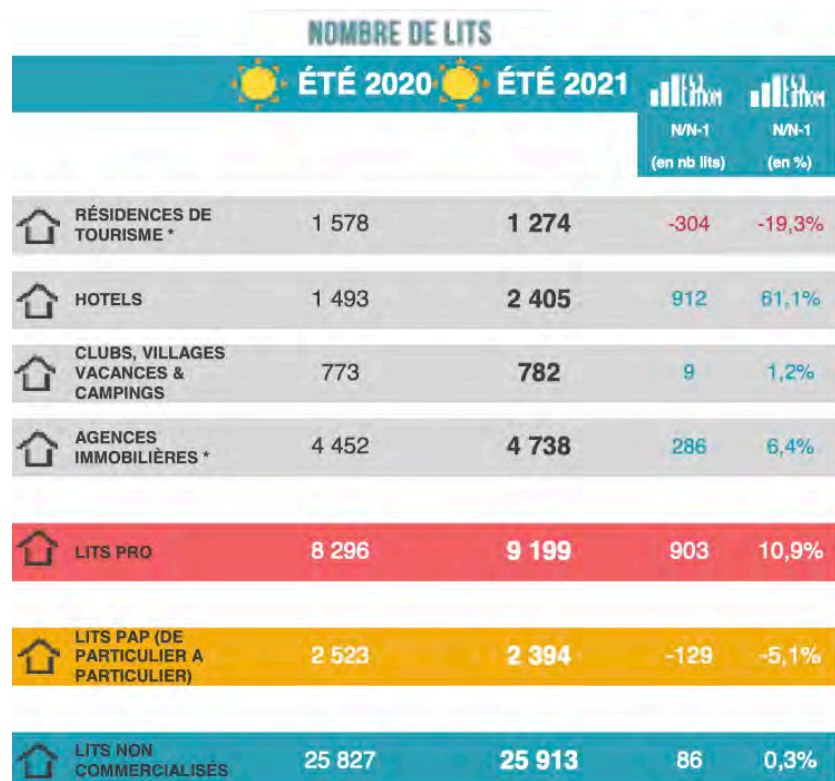 NOMBRE DE LITS
ÉTÉ 2020 ÉTÉ 2021
N/N-1 N/N-1
(en nb lits) (en %)
RÉSIDENCES DE
TOURISME * 1 578 1 274 -304 -19,3%
HOTELS 1 493 2 405 912 61,1%
CLUBS, VILLAGES
VACANCES & 773 782 9 1,2%
CAMPINGS
AGENCES
IMMOBILIÈRES * 4 452 4 738 286 6,4%
LITS PRO 8 296 9 199 903 10,9%
LITS PAP (DE
PARTICULIER A 2 523 2 394 -129 -5,1%
PARTICULIER)
LITS NON
COMMERCIALISÉS 25 827 25 913 86 0,3%